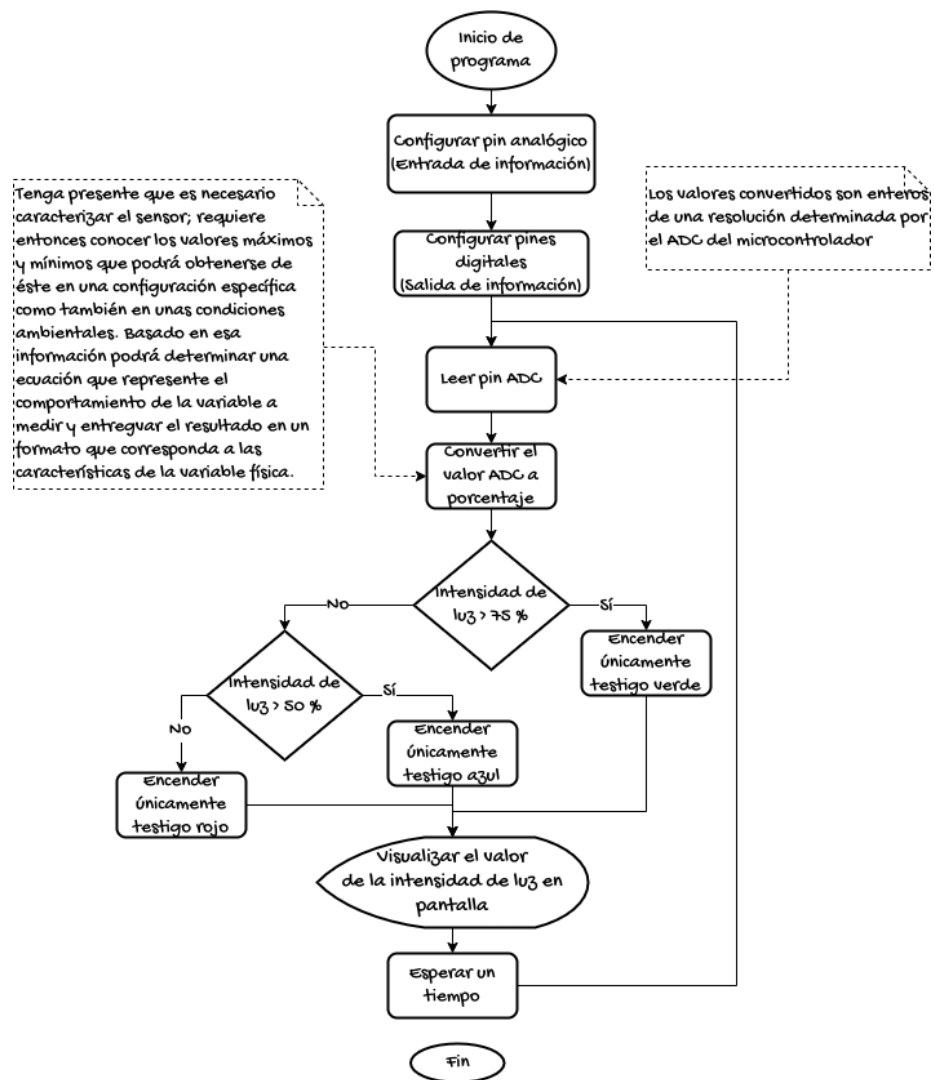 Inicio de
programa
Configurar pin analógico
(Entrada de información)
Tenga presente que es necesario
caracterizar el sensor; requiere
entonces conocer los valores máximos
y mínimos que podrá obtenerse de
éste en una configuración específica
como también en unas condiciones
ambientales. Basado en esa
información podrá determinar una
ecuación que represente el
comportamiento de la variable a
medir y entreguar el resultado en un
formato que corresponda a las
características de la variable física.
Los valores convertidos son enteros
de una resolución determinada por
el ADC del microcontrolador
Configurar pines
digitales
(Salida de información)
Leer pin ADC
Convertir el
valor ADC a
porcentaje
Intensidad de
luz > 75 %
No
Sí
Encender
únicamente
testigo verde
Intensidad de
luz > 50 %
Sí
No
Encender
únicamente
testigo azul
Encender
únicamente
testigo rojo
Visualizar el valor
de la intensidad de luz en
pantalla
Esperar un
tiempo
Fin